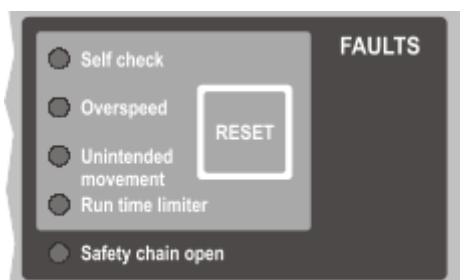 FAULTS
Self check
Overspeed
RESET
Unintended
movement
Run time limiter
Safety chain open